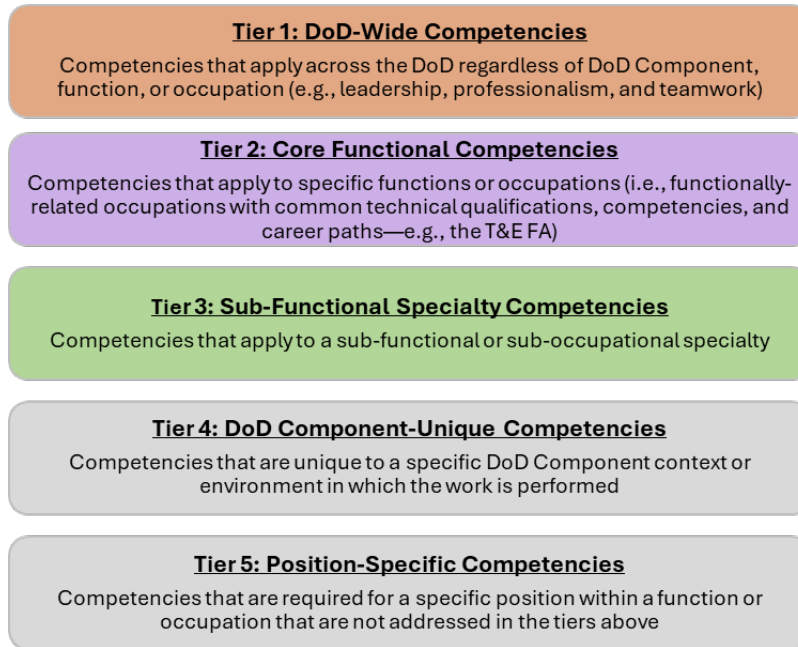 Tier 1: DoD-Wide Competencies
Competencies that apply across the DoD regardless of DoD Component,
function, or occupation (e.g., leadership, professionalism, and teamwork)
Tier 2: Core Functional Competencies
Competencies that apply to specific functions or occupations (i.e., functionally-
related occupations with common technical qualifications, competencies, and
career paths—e.g., the T&E FA)
Tier 3: Sub-Functional Specialty Competencies
Competencies that apply to a sub-functional or sub-occupational specialty
Tier 4: DoD Component-Unique Competencies
Competencies that are unique to a specific DoD Component context or
environment in which the work is performed
Tier 5: Position-Specific Competencies
Competencies that are required for a specific position within a function or
occupation that are not addressed in the tiers above